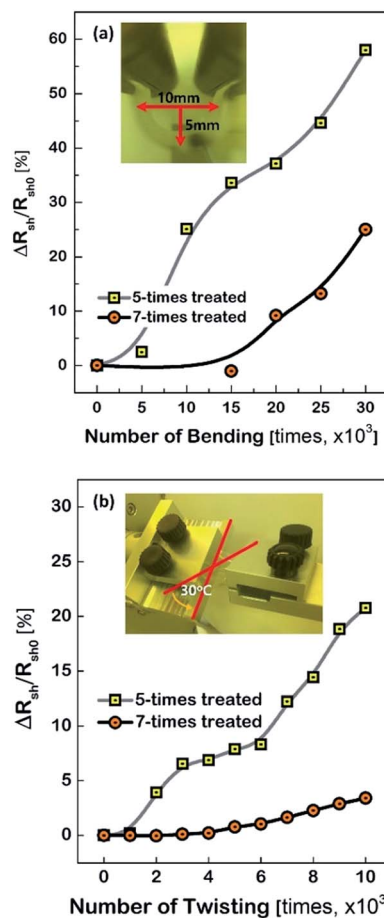 (a)
10mm
5mm
60
50
40
30
20
10
0
ΔRsh/Rsh0 [%]
5-times treated
7-times treated
0 5 10 15 20 25 30
Number of Bending [times, x10³]
(b)
30°C
30
25
20
15
10
5
0
ΔRsh/Rsh0 [%]
5-times treated
7-times treated
0 2 4 6 8 10
Number of Twisting [times, x10³]